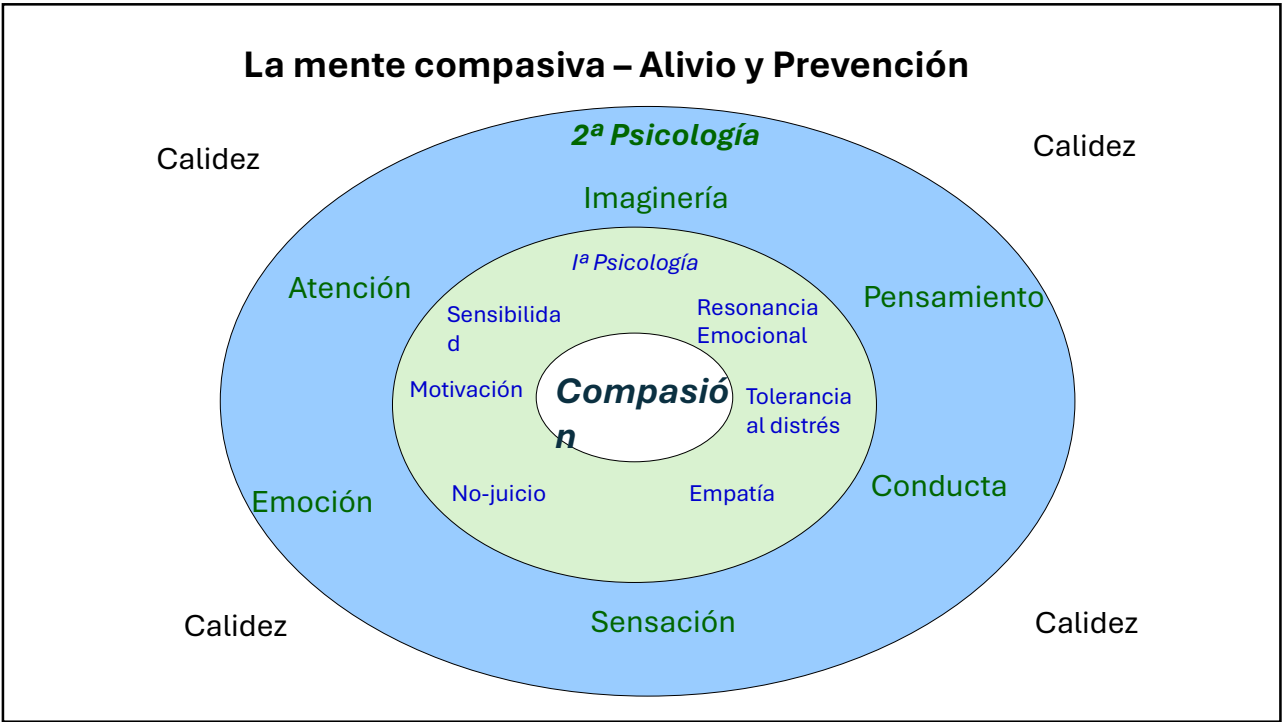 La mente compasiva – Alivio y Prevención
Calidez
2ª Psicología
Calidez
Imaginería
Iª Psicología
Atención
Pensamiento
Sensibilida
d
Resonancia
Emocional
Motivación
Compasió
n
Tolerancia
al distrés
No-juicio
Empatía
Emoción
Conducta
Sensación
Calidez
Calidez